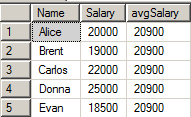 Name Salary avgSalary
1 Alice 20000 20900
2 Brent 19000 20900
3 Carlos 22000 20900
4 Donna 25000 20900
5 Evan 18500 20900